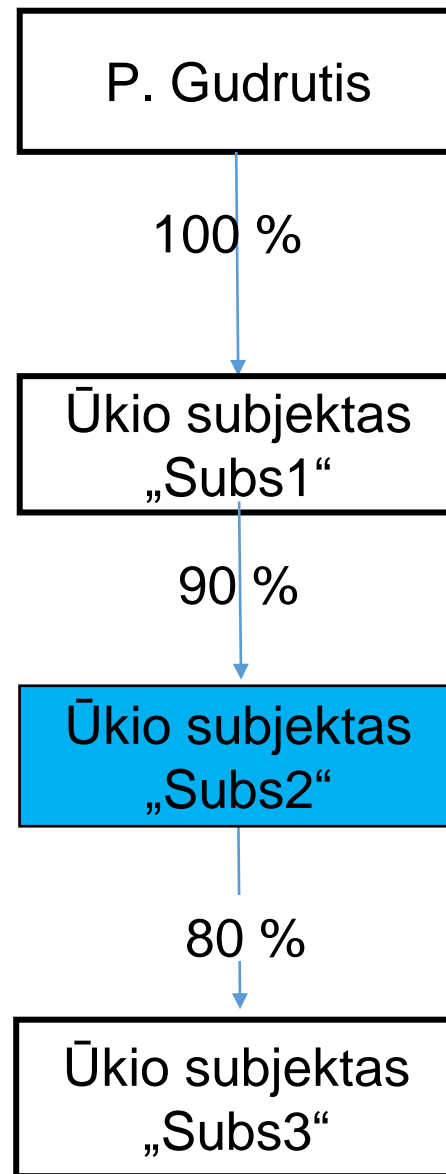 P. Gudrutis
100 %
Ūkio subjektas
„Subs1“
90 %
Ūkio subjektas
„Subs2“
80 %
Ūkio subjektas
„Subs3“